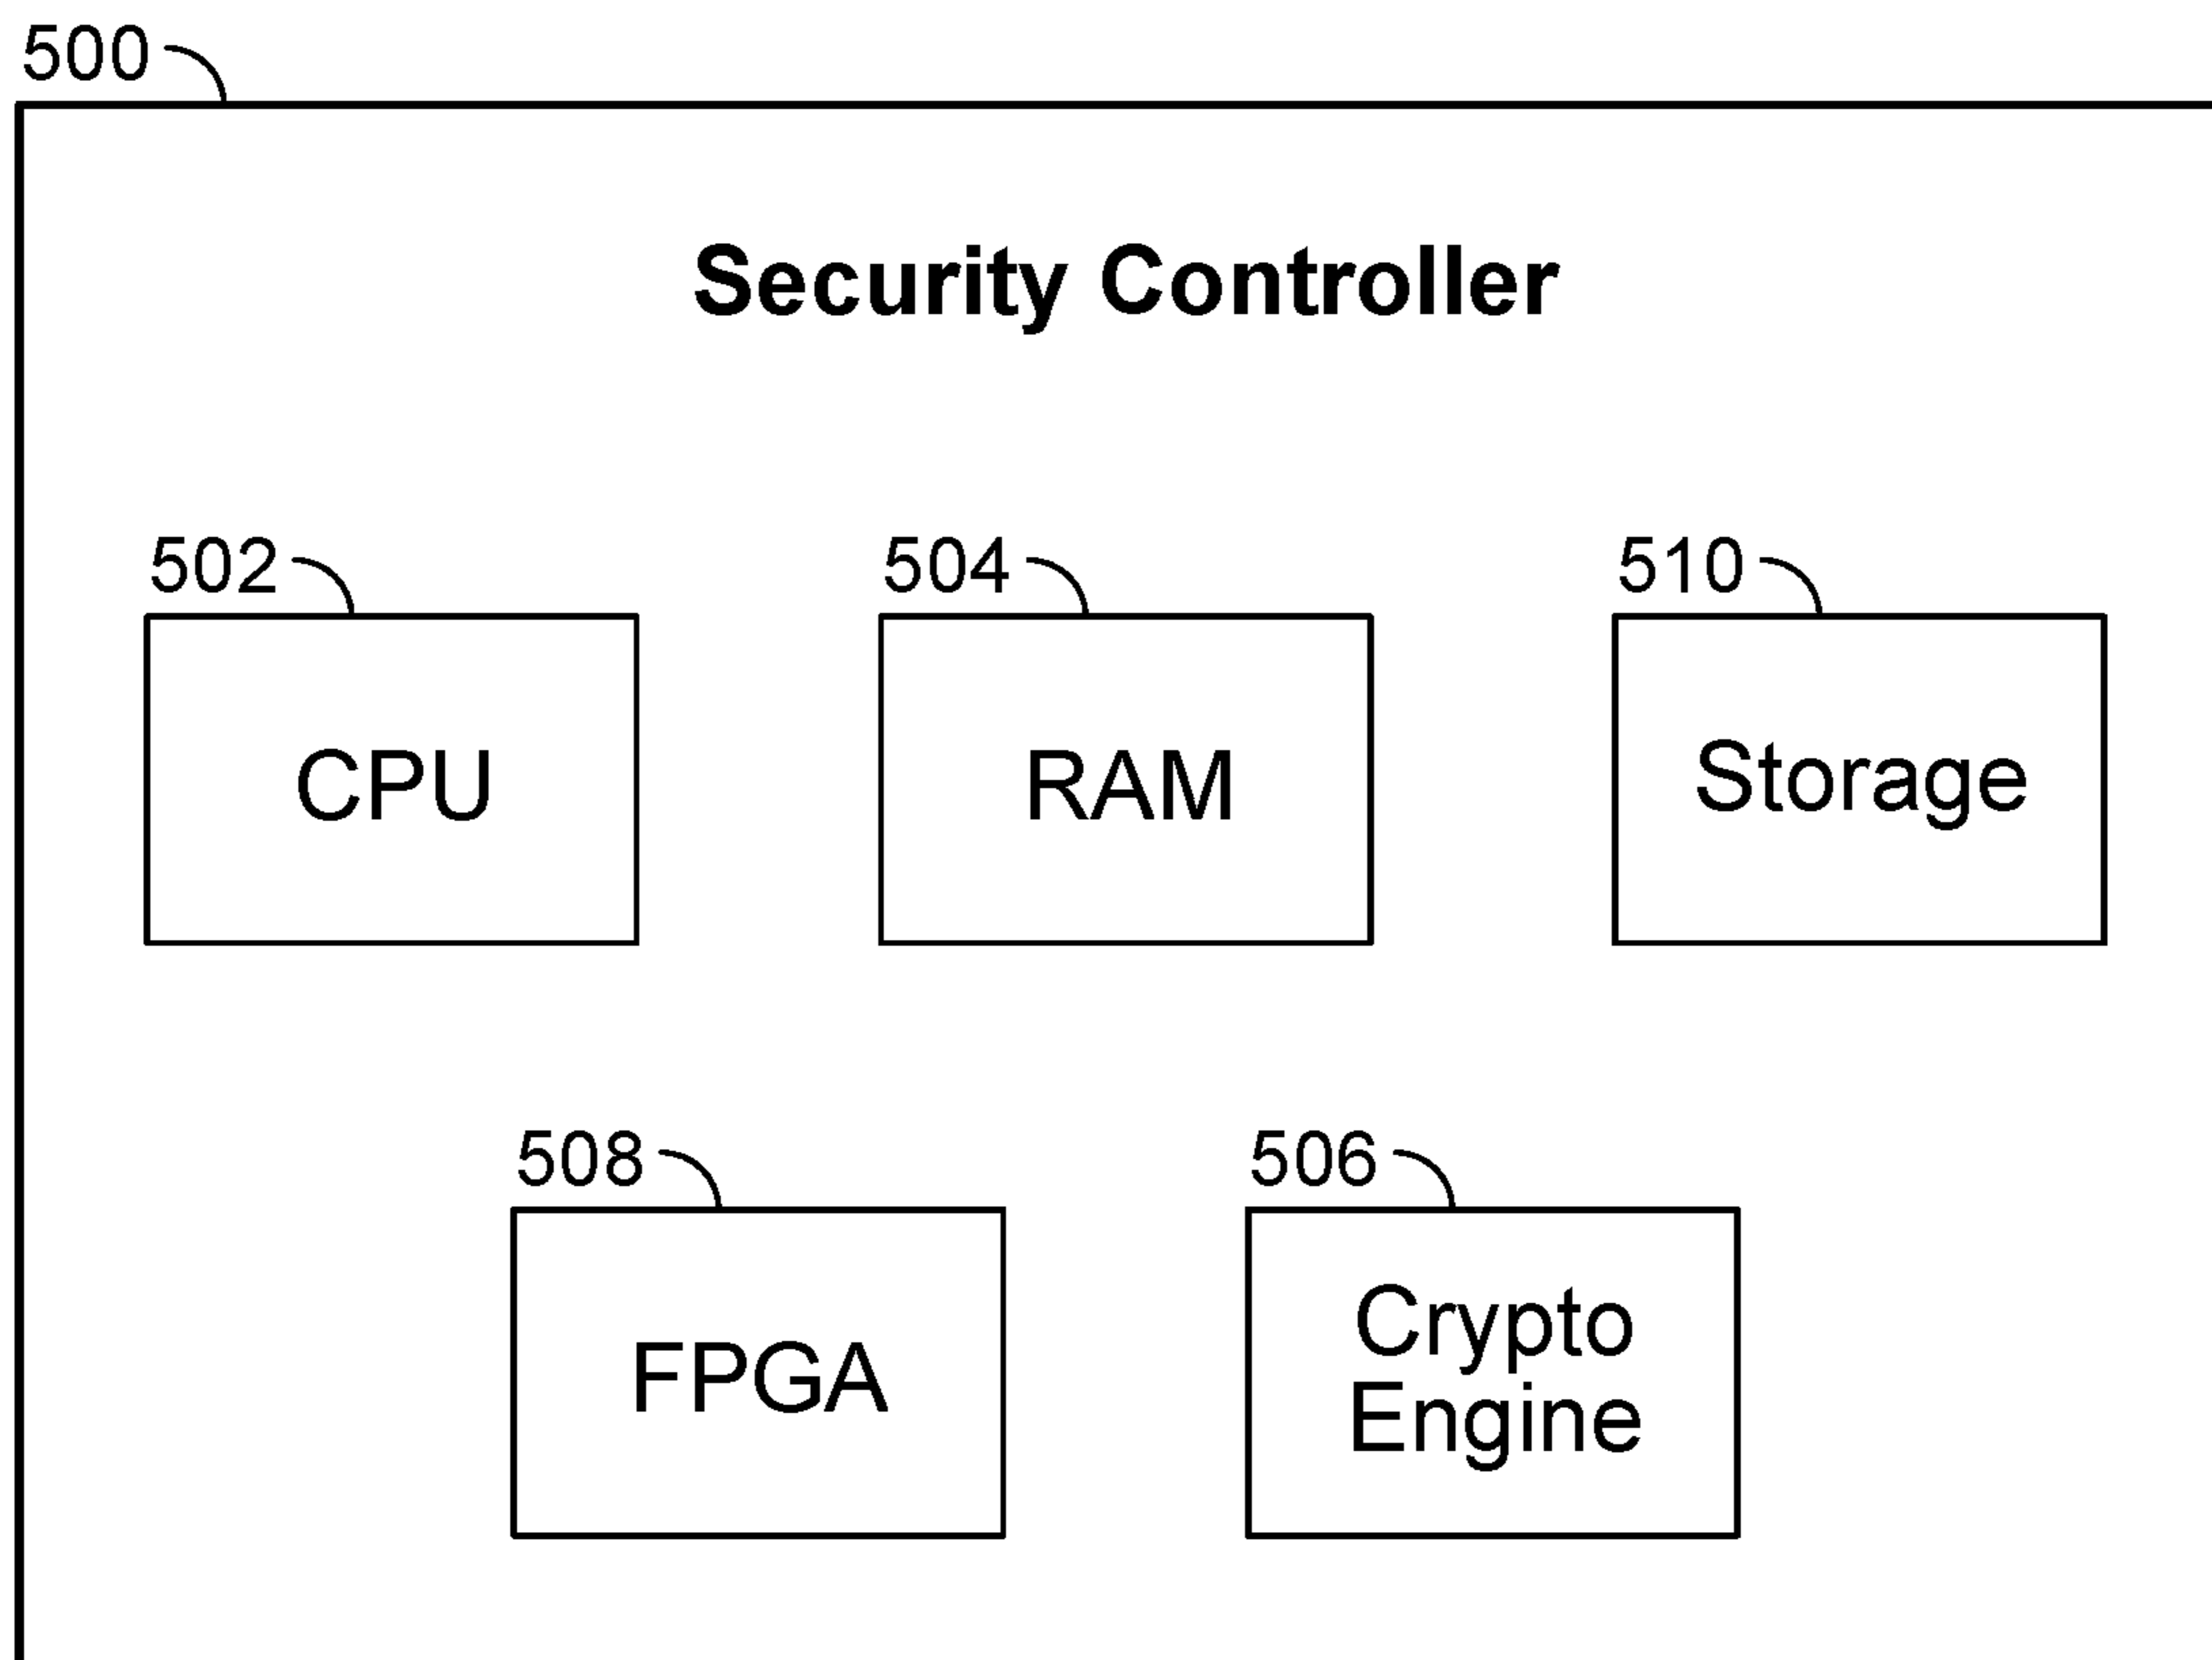 500
Security Controller
502
504
510
CPU
RAM
Storage
508
506
FPGA
Crypto
Engine